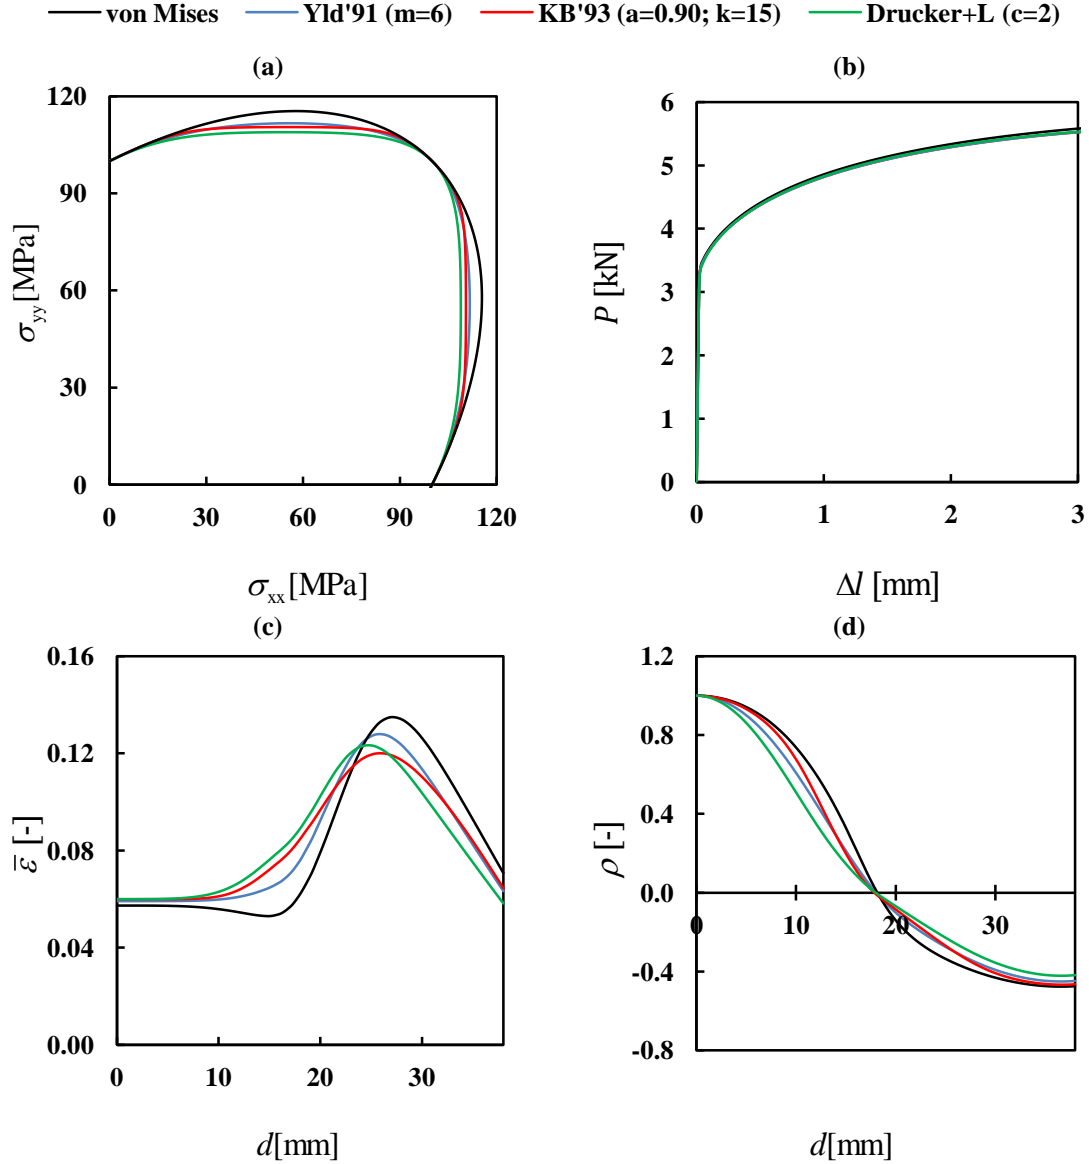 von Mises Yld'91 (m=6) KB'93 (a=0.90; k=15) Drucker+L (c=2)
(a)
120
90
60
30
0
0 30 60 90 120
σyy [MPa]
σxx [MPa]
(b)
6
5
4
3
2
1
0
0 1 2 3
P [kN]
Δl [mm]
(c)
0.16
0.12
0.08
0.04
0.00
0 10 20 30
ε̅ [-]
d[mm]
(d)
1.2
0.8
0.4
0.0
-0.4
-0.8
0 10 20 30
ρ [-]
d[mm]